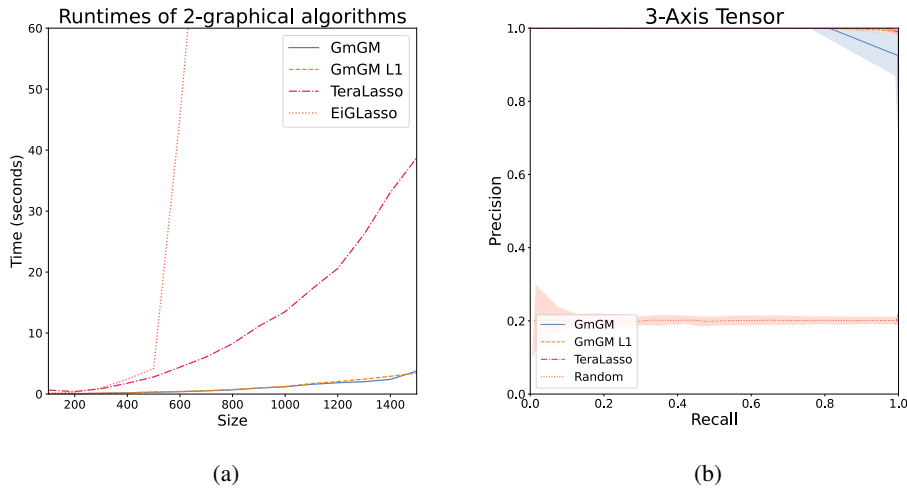 Runtimes of 2-graphical algorithms
60
50
40
30
20
10
0
Time (seconds)
GmGM
GmGM L1
TeraLasso
EiGLasso
200
400
600
800
1000
1200
1400
Size
(a)
3-Axis Tensor
1.0
0.8
0.6
0.4
0.2
0.0
Precision
GmGM
GmGM L1
TeraLasso
Random
0.0
0.2
0.4
0.6
0.8
1.0
Recall
(b)